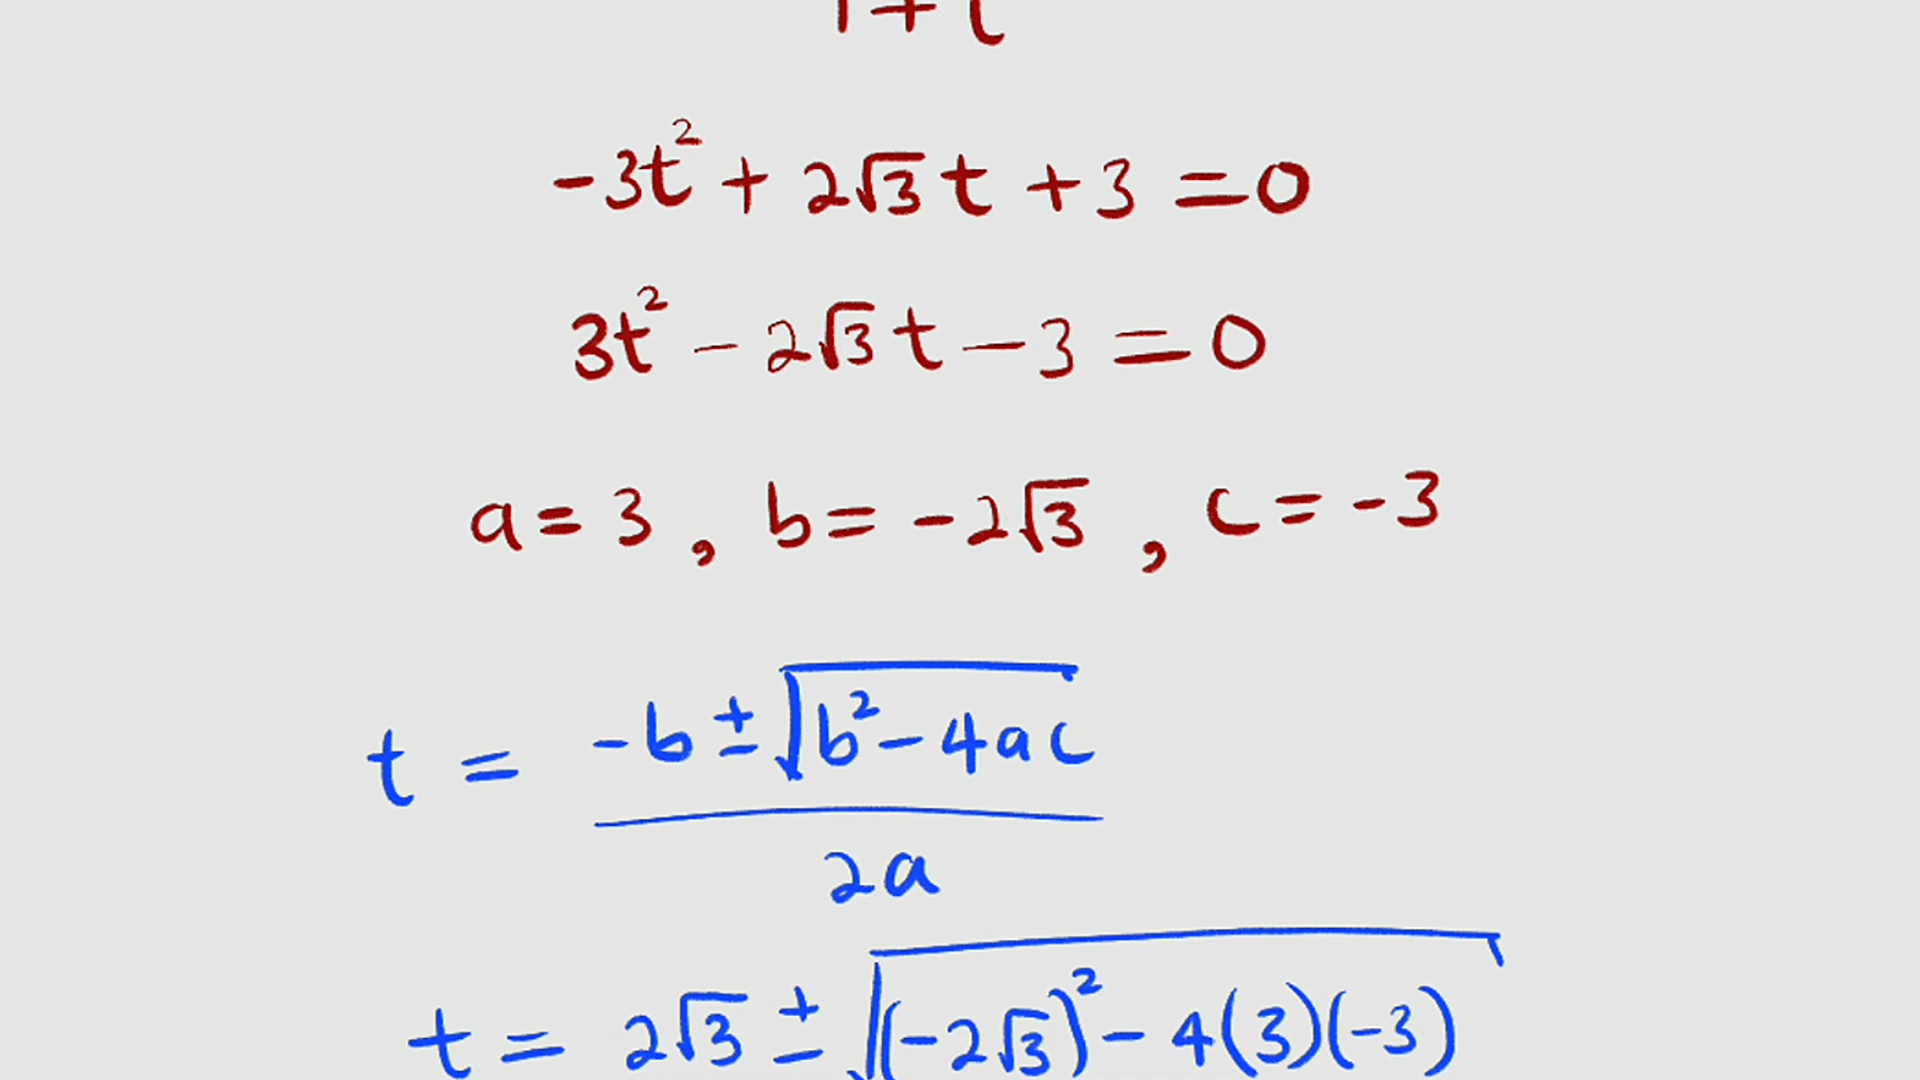 1 + t
-3t² + 2√3 t + 3 = 0
3t² - 2√3 t - 3 = 0
a = 3 , b = -2√3 , c = -3
t = (-b ± √(b² - 4ac)) / 2a
t = 2√3 ± √((-2√3)² - 4(3)(-3))